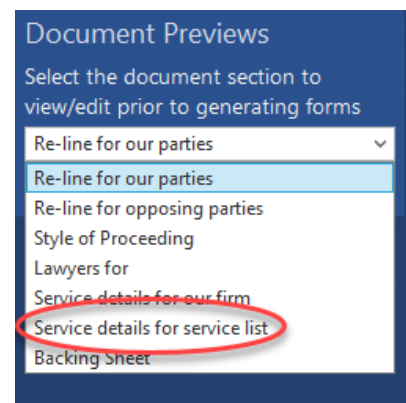 Document Previews
Select the document section to
view/edit prior to generating forms
Re-line for our parties
Re-line for our parties
Re-line for opposing parties
Style of Proceeding
Lawyers for
Service details for our firm
Service details for service list
Backing Sheet